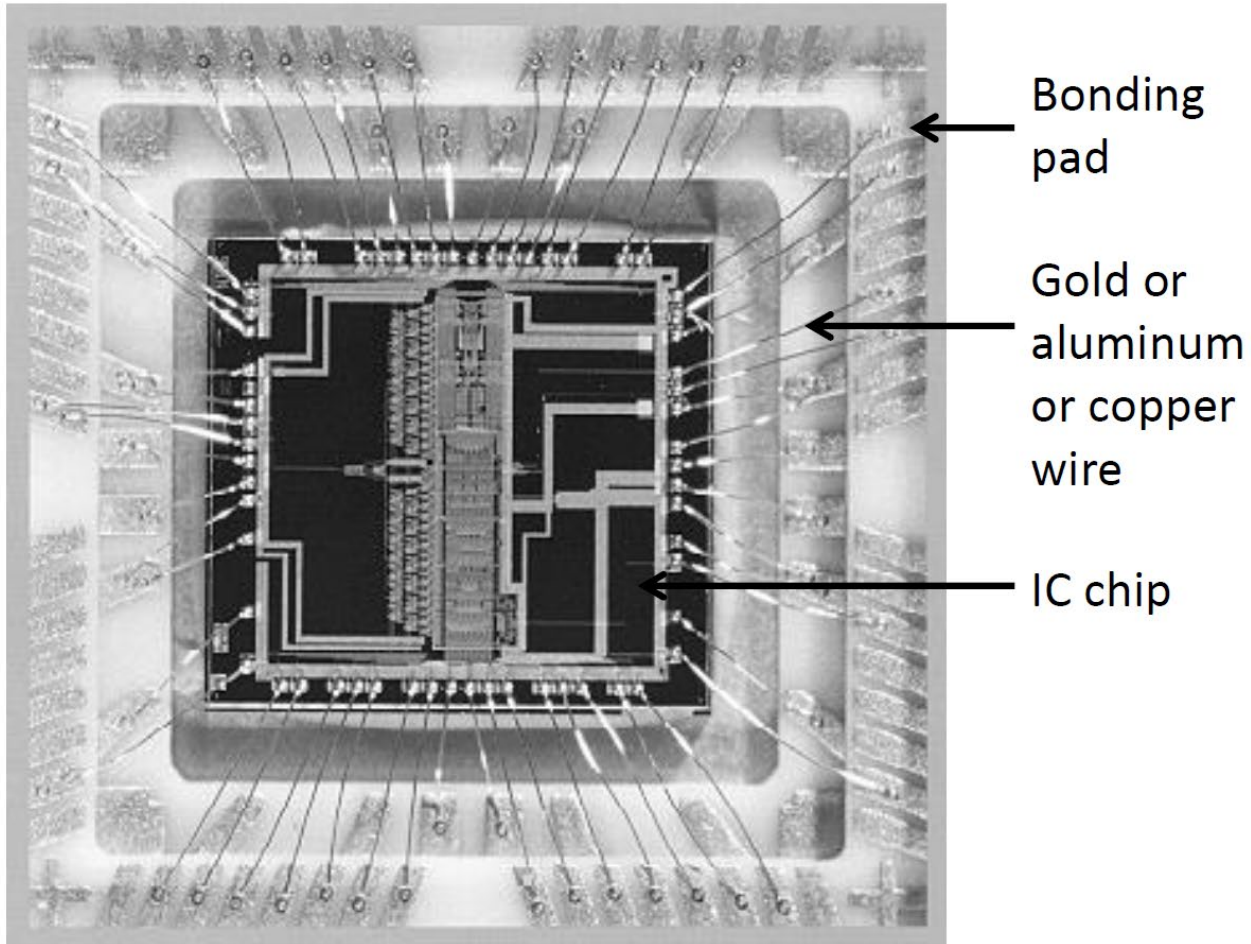 Bonding
pad
Gold or
aluminum
or copper
wire
IC chip